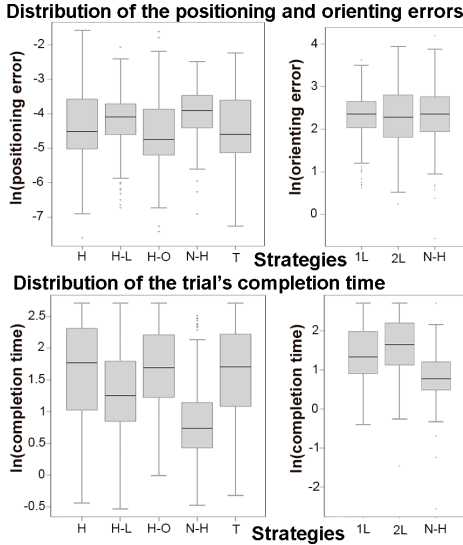 Distribution of the positioning and orienting errors
ln(positioning error)
-2
-3
-4
-5
-6
-7
H H-L H-O N-H T
ln(orienting error)
4
3
2
1
0
1L 2L N-H
Strategies
Distribution of the trial's completion time
ln(completion time)
2.5
2
1.5
1
0.5
0
-0.5
H H-L H-O N-H T
ln(completion time)
2
1
0
-1
-2
1L 2L N-H
Strategies